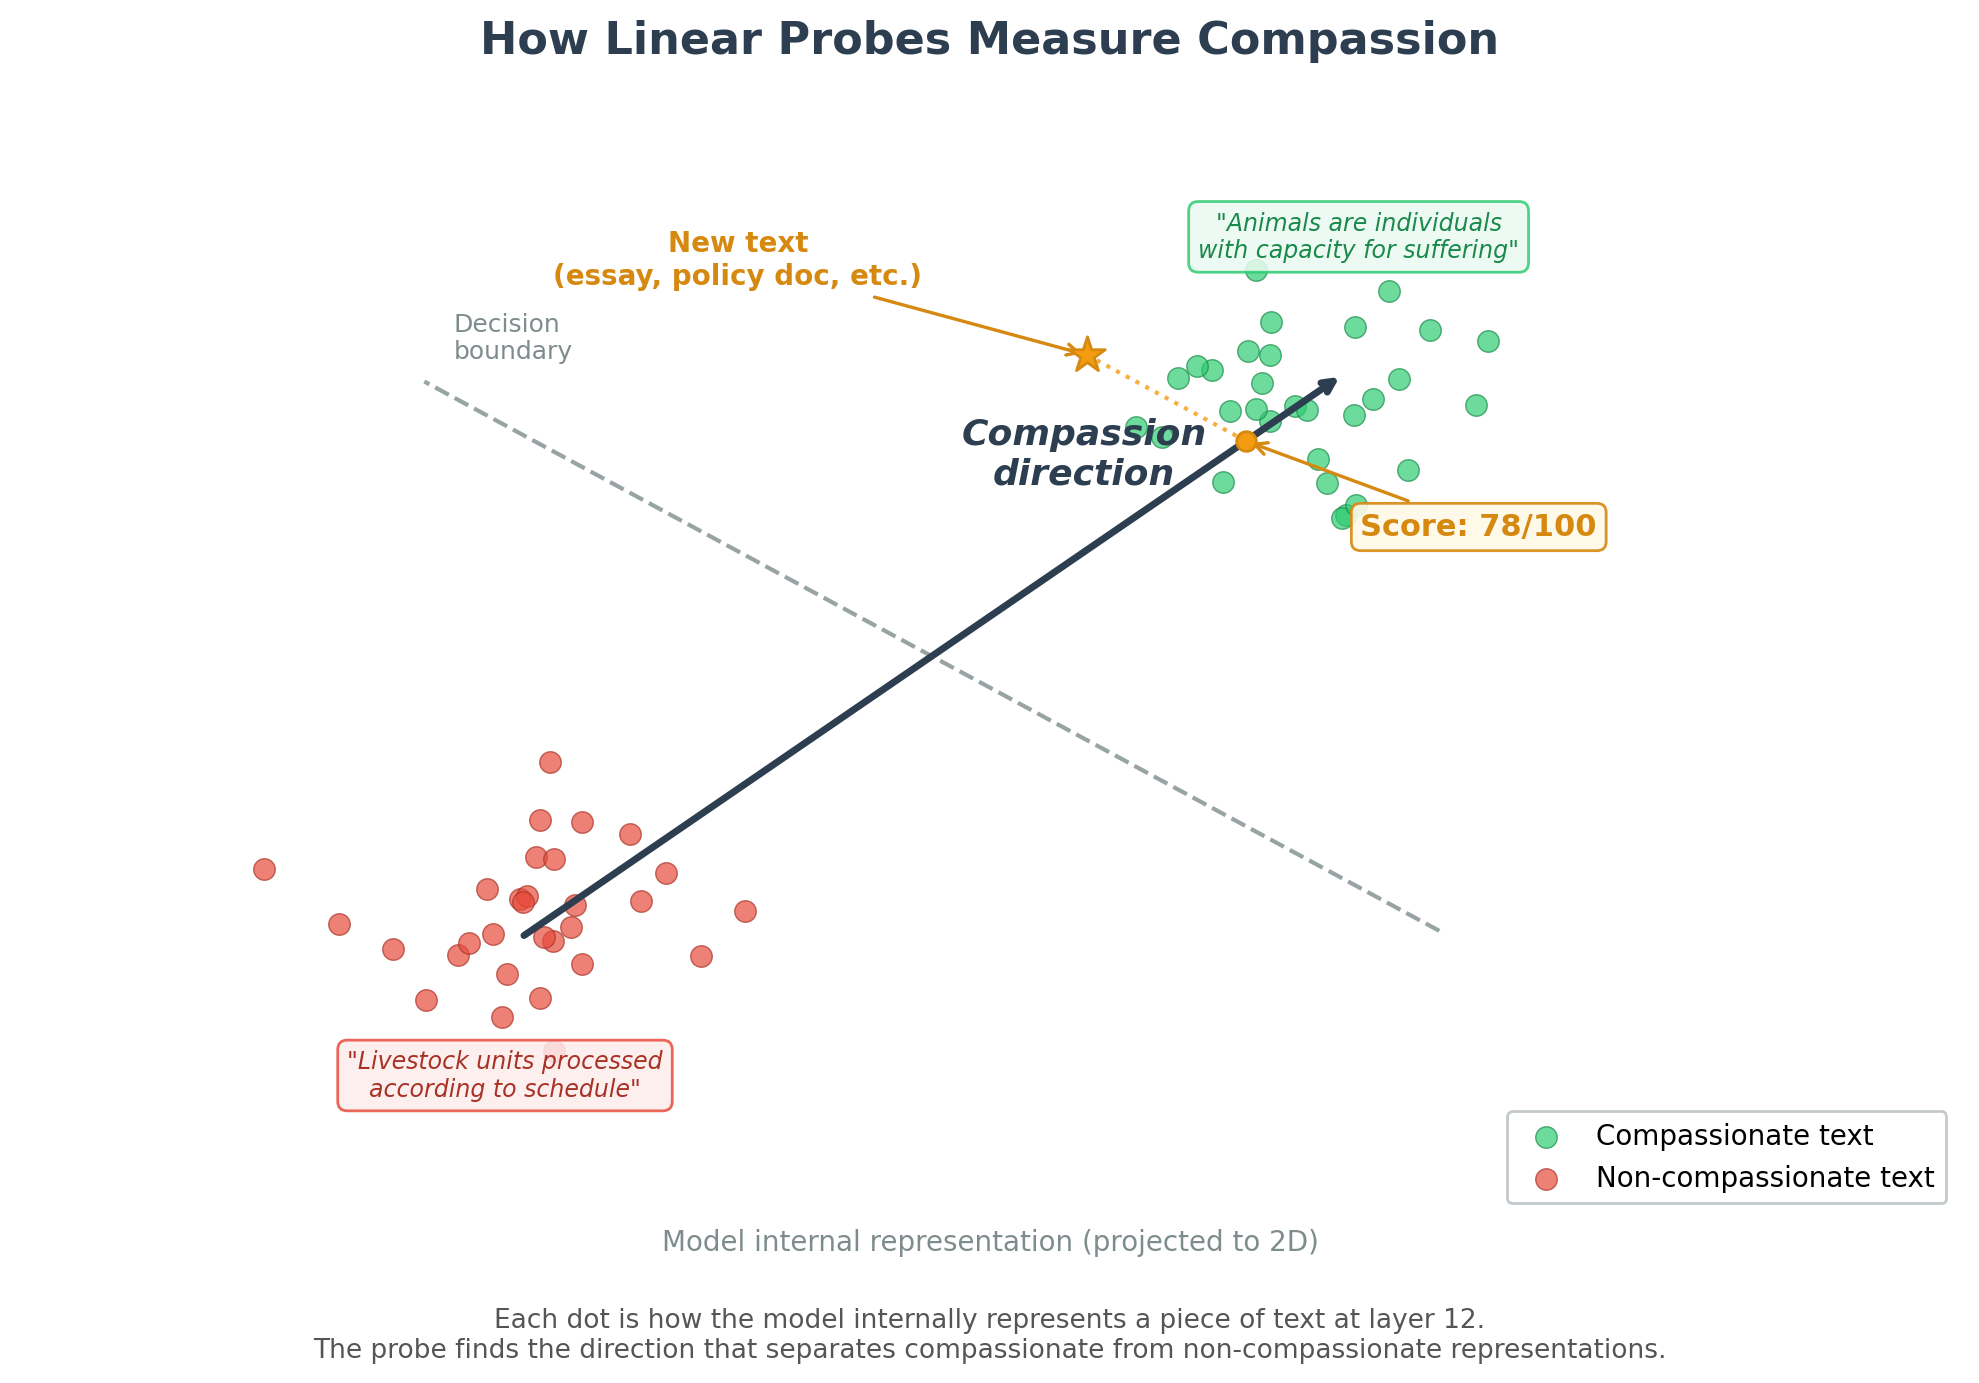 How Linear Probes Measure Compassion
"Animals are individuals
with capacity for suffering"
New text
(essay, policy doc, etc.)
Decision
boundary
Compassion
direction
Score: 78/100
"Livestock units processed
according to schedule"
Compassionate text
Non-compassionate text
Model internal representation (projected to 2D)
Each dot is how the model internally represents a piece of text at layer 12.
The probe finds the direction that separates compassionate from non-compassionate representations.